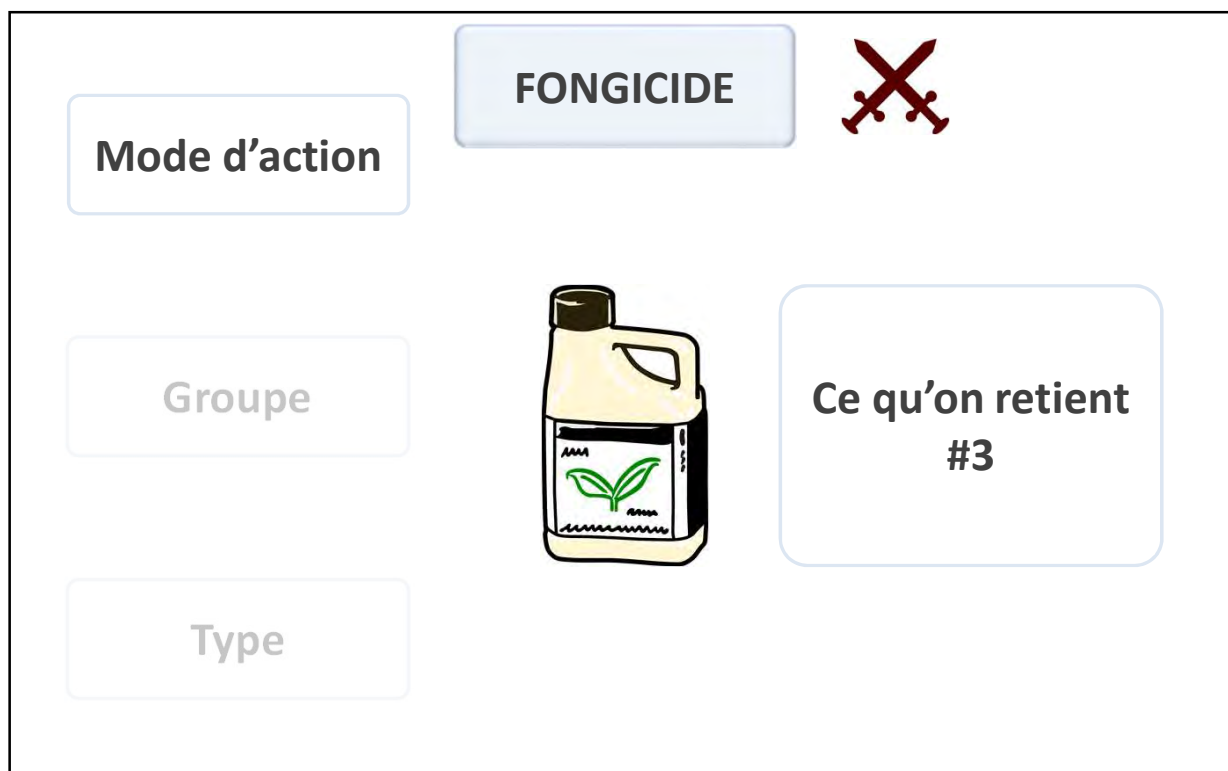 FONGICIDE
Mode d’action
Groupe
Ce qu’on retient
#3
Type